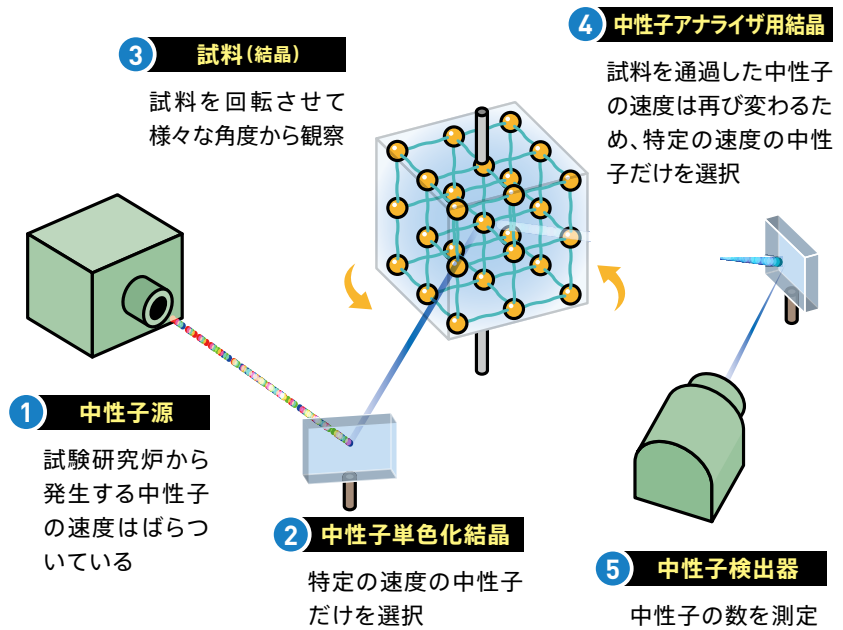 1 中性子源
試験研究炉から
発生する中性子
の速度はばらつ
いている
2 中性子単色化結晶
特定の速度の中性子
だけを選択
3 試料(結晶)
試料を回転させて
様々な角度から観察
4 中性子アナライザ用結晶
試料を通過した中性子
の速度は再び変わるた
め、特定の速度の中性
子だけを選択
5 中性子検出器
中性子の数を測定